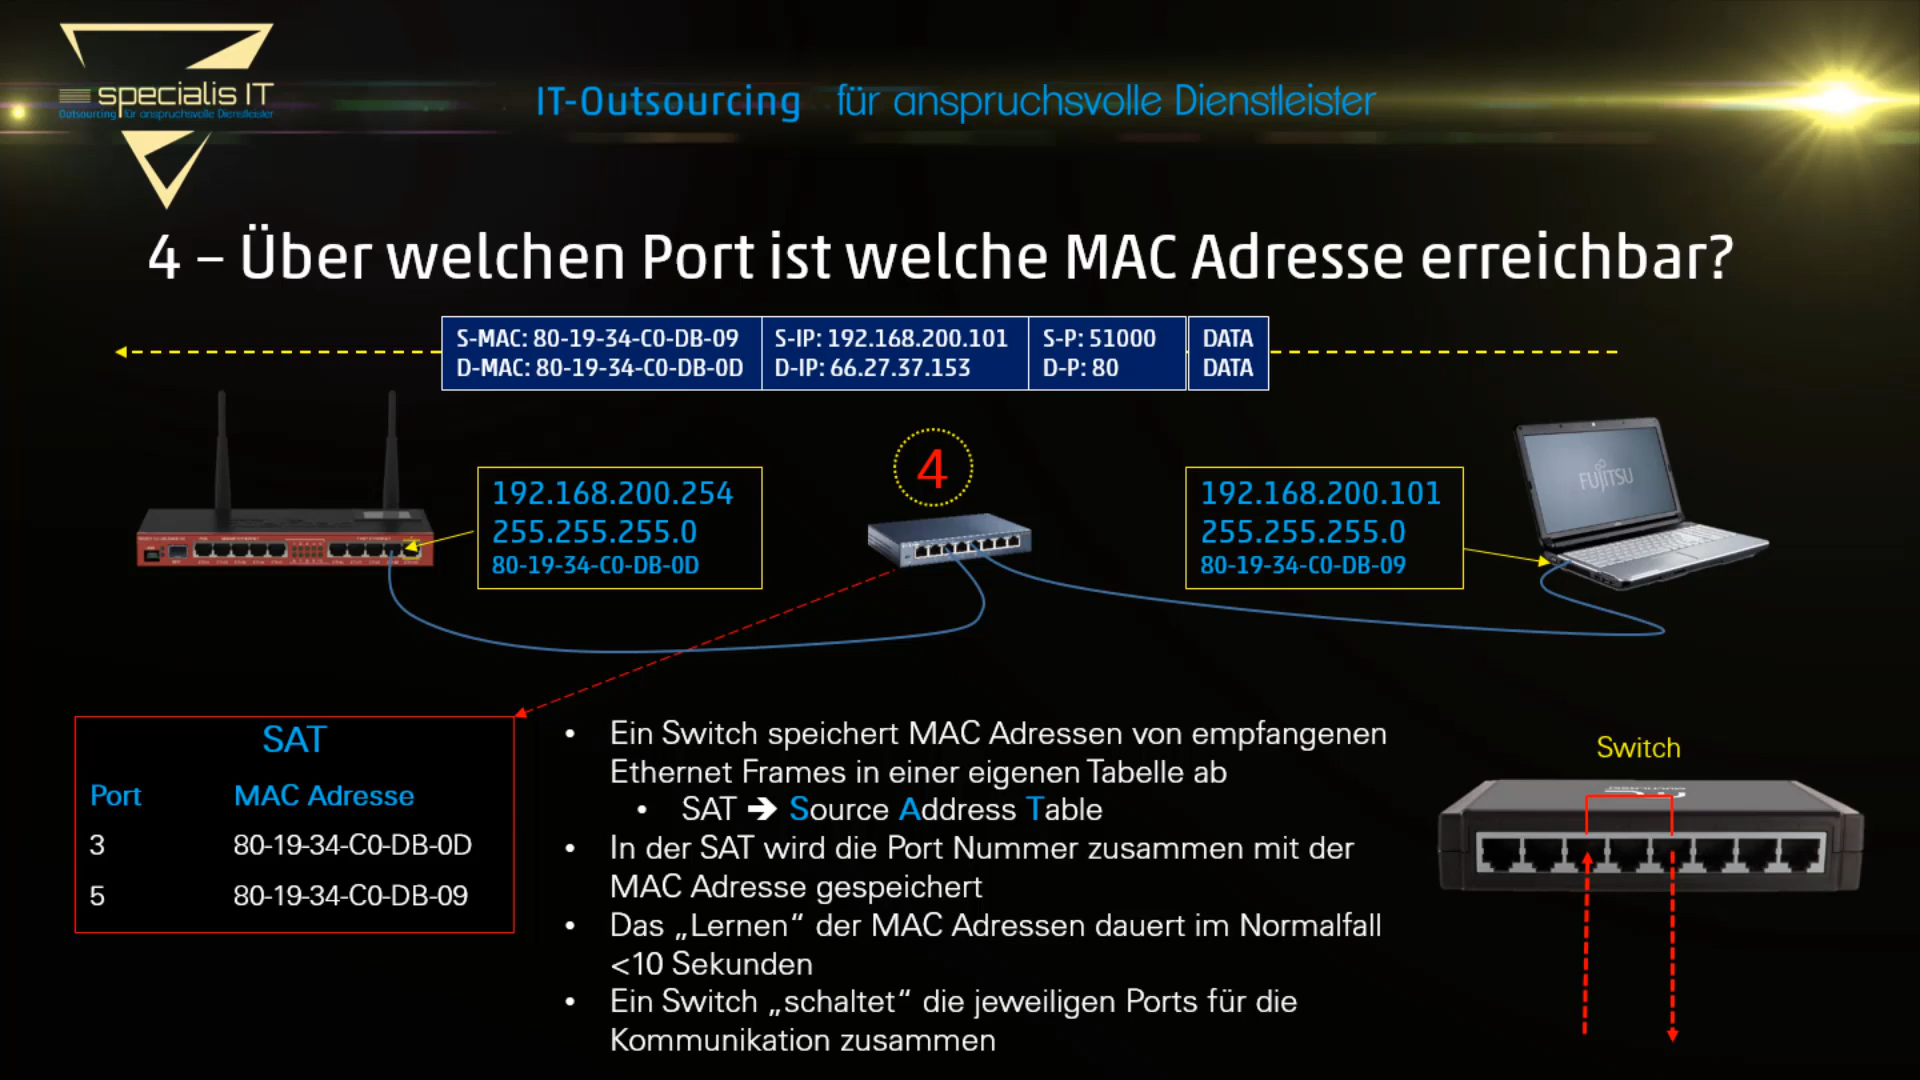 specialis IT
Outsourcing für anspruchsvolle Dienstleister
IT-Outsourcing für anspruchsvolle Dienstleister
4 – Über welchen Port ist welche MAC Adresse erreichbar?
S-MAC: 80-19-34-C0-DB-09 S-IP: 192.168.200.101 S-P: 51000 DATA
D-MAC: 80-19-34-C0-DB-0D D-IP: 66.27.37.153 D-P: 80 DATA
192.168.200.254
255.255.255.0
80-19-34-C0-DB-0D
4
192.168.200.101
255.255.255.0
80-19-34-C0-DB-09
FUJITSU
SAT
Port MAC Adresse
3 80-19-34-C0-DB-0D
5 80-19-34-C0-DB-09
• Ein Switch speichert MAC Adressen von empfangenen
Ethernet Frames in einer eigenen Tabelle ab
• SAT ➔ Source Address Table
• In der SAT wird die Port Nummer zusammen mit der
MAC Adresse gespeichert
• Das „Lernen“ der MAC Adressen dauert im Normalfall
<10 Sekunden
• Ein Switch „schaltet“ die jeweiligen Ports für die
Kommunikation zusammen
Switch